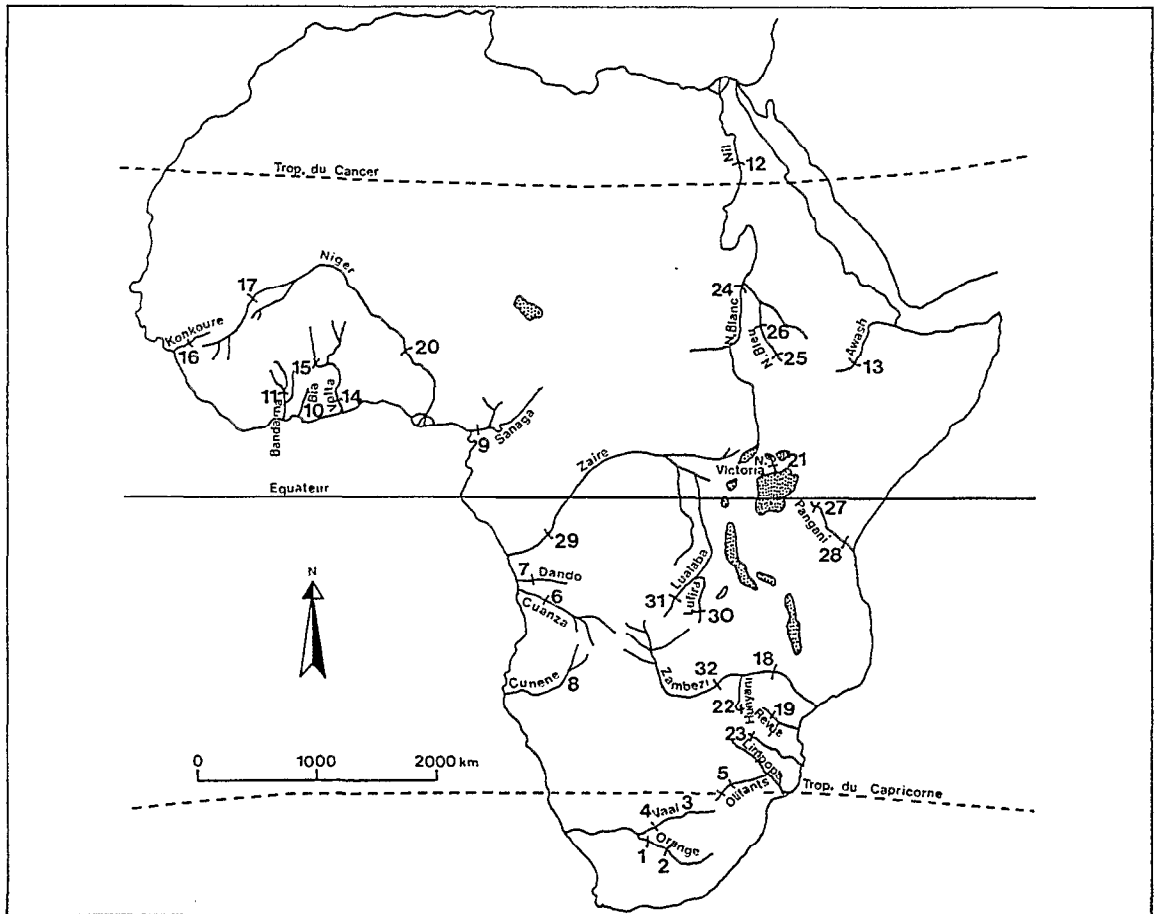 Trop. du Cancer
Nil
12
Niger
17
Konkoure
16
24
N.Blanc
26
N.Bleu
25
Awash
13
20
15
11
Bia
Volta
14
10
Bandama
9
Sanaga
Zaire
N.
Victoria
21
Equateur
27
Pangani
28
29
7
Dando
6
Cuanza
Lualaba
Lufira
31
30
N
Cunene
8
Zambezi
32
18
22
Hunyani
19
Revue
23
Limpopo
0
1000
2000 km
5
Olifants
Trop. du Capricorne
4
Vaal
3
Orange
1
2